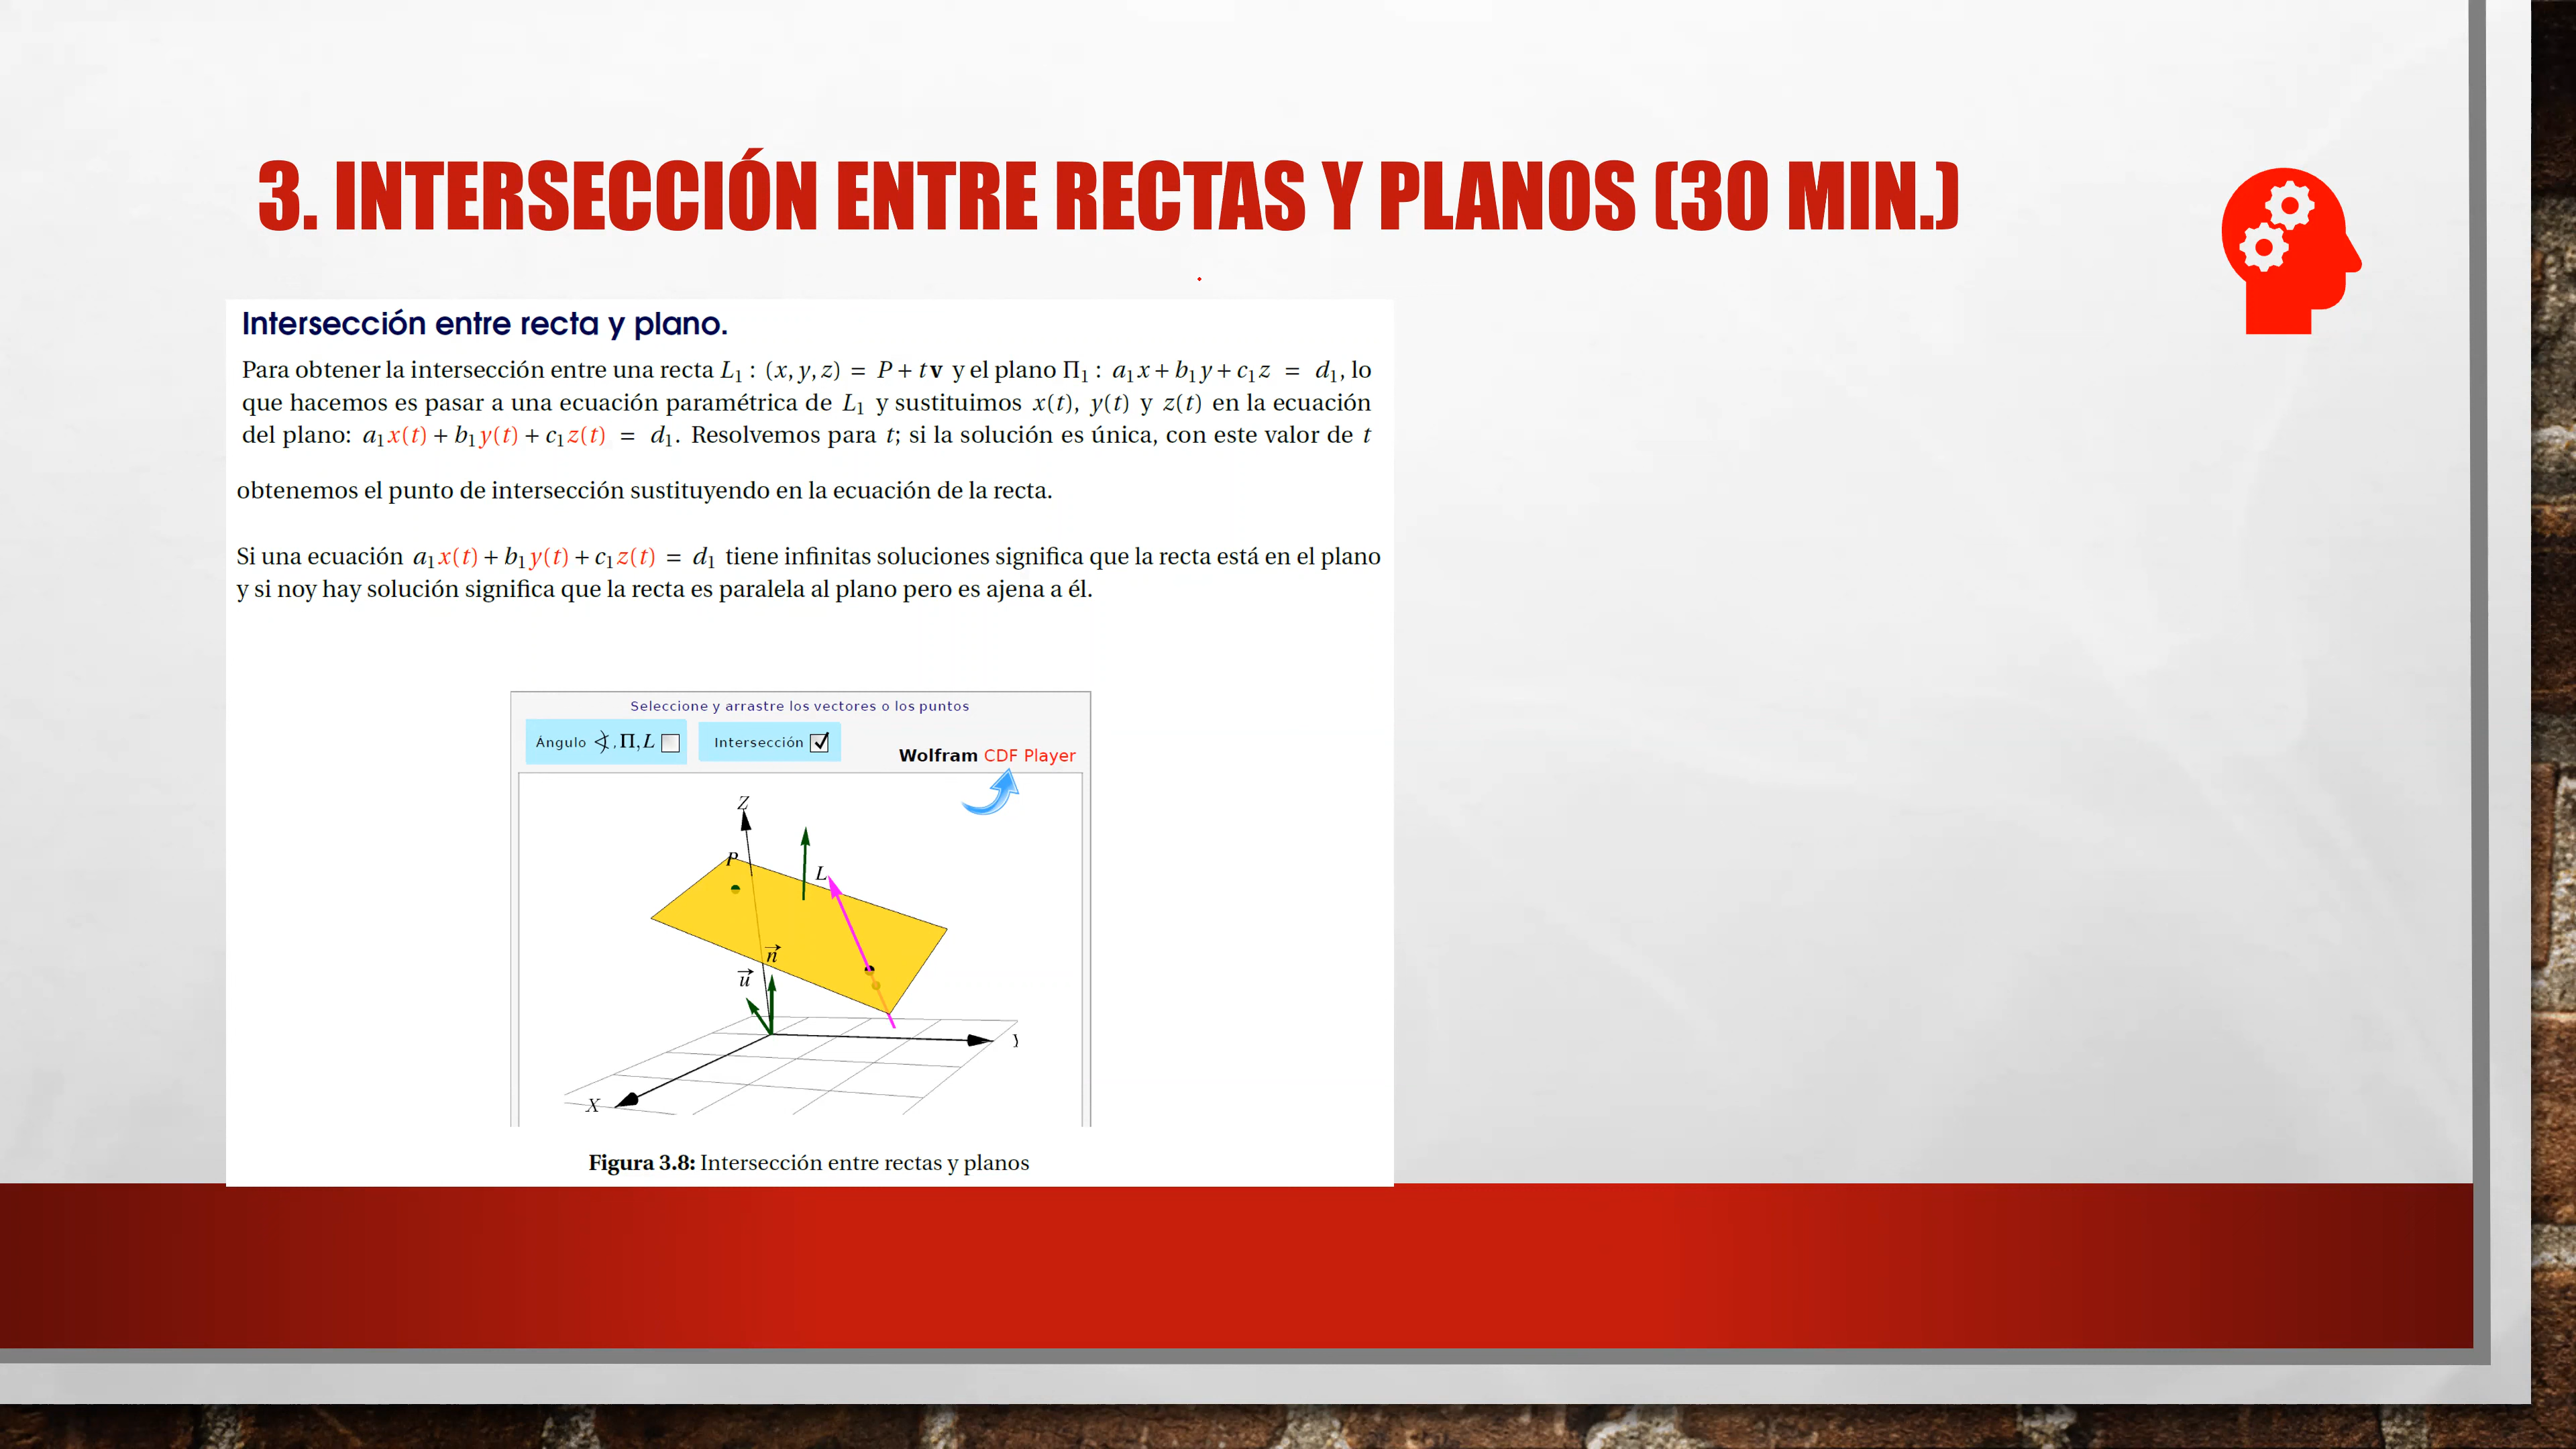 3. INTERSECCIÓN ENTRE RECTAS Y PLANOS (30 MIN.)
Intersección entre recta y plano.
Para obtener la intersección entre una recta L₁ : (x, y, z) = P + t𝐯 y el plano Π₁ : a₁x + b₁y + c₁z = d₁, lo
que hacemos es pasar a una ecuación paramétrica de L₁ y sustituimos x(t), y(t) y z(t) en la ecuación
del plano: a₁x(t) + b₁y(t) + c₁z(t) = d₁. Resolvemos para t; si la solución es única, con este valor de t
obtenemos el punto de intersección sustituyendo en la ecuación de la recta.
Si una ecuación a₁x(t) + b₁y(t) + c₁z(t) = d₁ tiene infinitas soluciones significa que la recta está en el plano
y si noy hay solución significa que la recta es paralela al plano pero es ajena a él.
Seleccione y arrastre los vectores o los puntos
Ángulo ∢, Π, L
Intersección
Wolfram CDF Player
Z
P
L
n⃗
u⃗
Y
X
Figura 3.8: Intersección entre rectas y planos